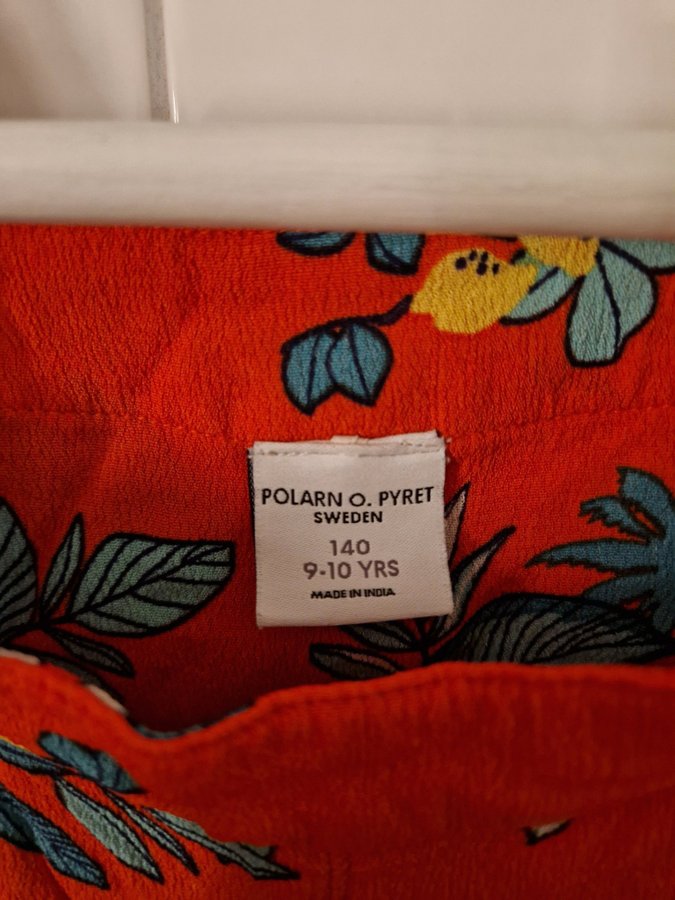 POLARN O. PYRET
SWEDEN
140
9-10 YRS
MADE IN INDIA